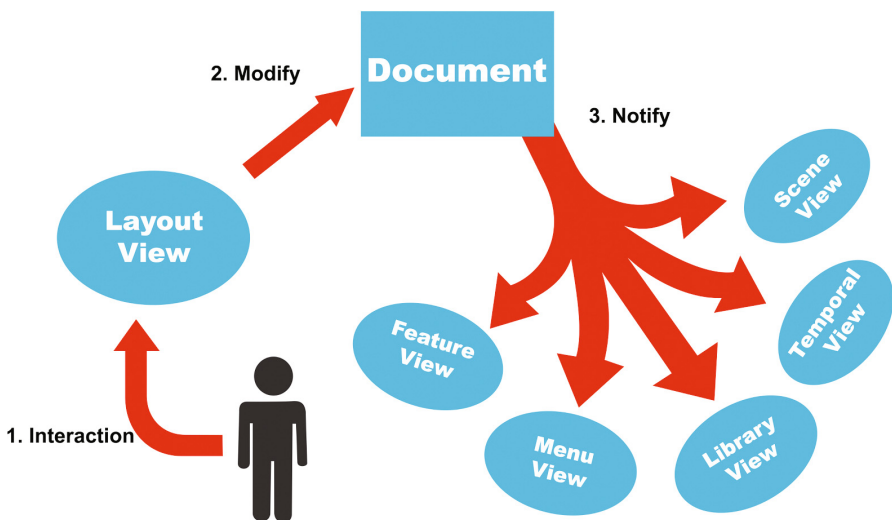 2. Modify
Document
3. Notify
Scene
View
Layout
View
Temporal
View
Feature
View
1. Interaction
Menu
View
Library
View